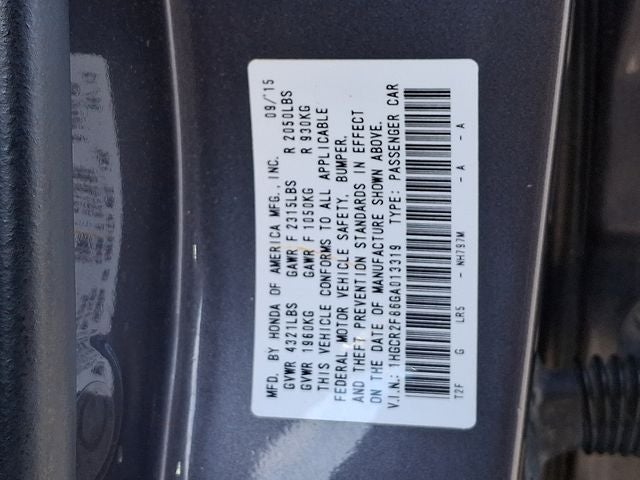 MFD. BY HONDA OF AMERICA MFG., INC. 09/15
GVWR 4321LBS GAWR F 2315LBS R 2050LBS
GVWR 1960KG GAWR F 1050KG R 930KG
THIS VEHICLE CONFORMS TO ALL APPLICABLE
FEDERAL MOTOR VEHICLE SAFETY, BUMPER,
AND THEFT PREVENTION STANDARDS IN EFFECT
ON THE DATE OF MANUFACTURE SHOWN ABOVE.
V.I.N.: 1HGCR2F86GA013319 TYPE: PASSENGER CAR
T2F G LR5 - NH797M - A - A